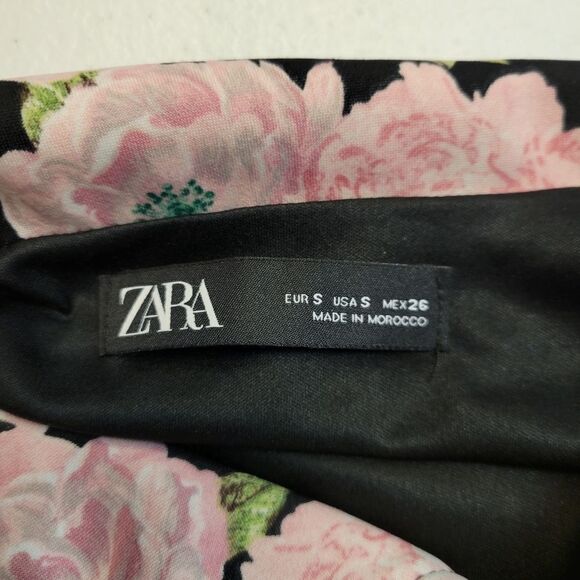 ZARA
EUR S USA S MEX 26
MADE IN MOROCCO